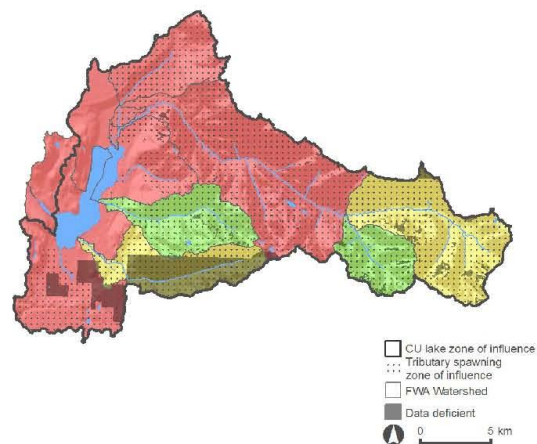 CU lake zone of influence
Tributary spawning
zone of influence
FWA Watershed
Data deficient
0 5 km